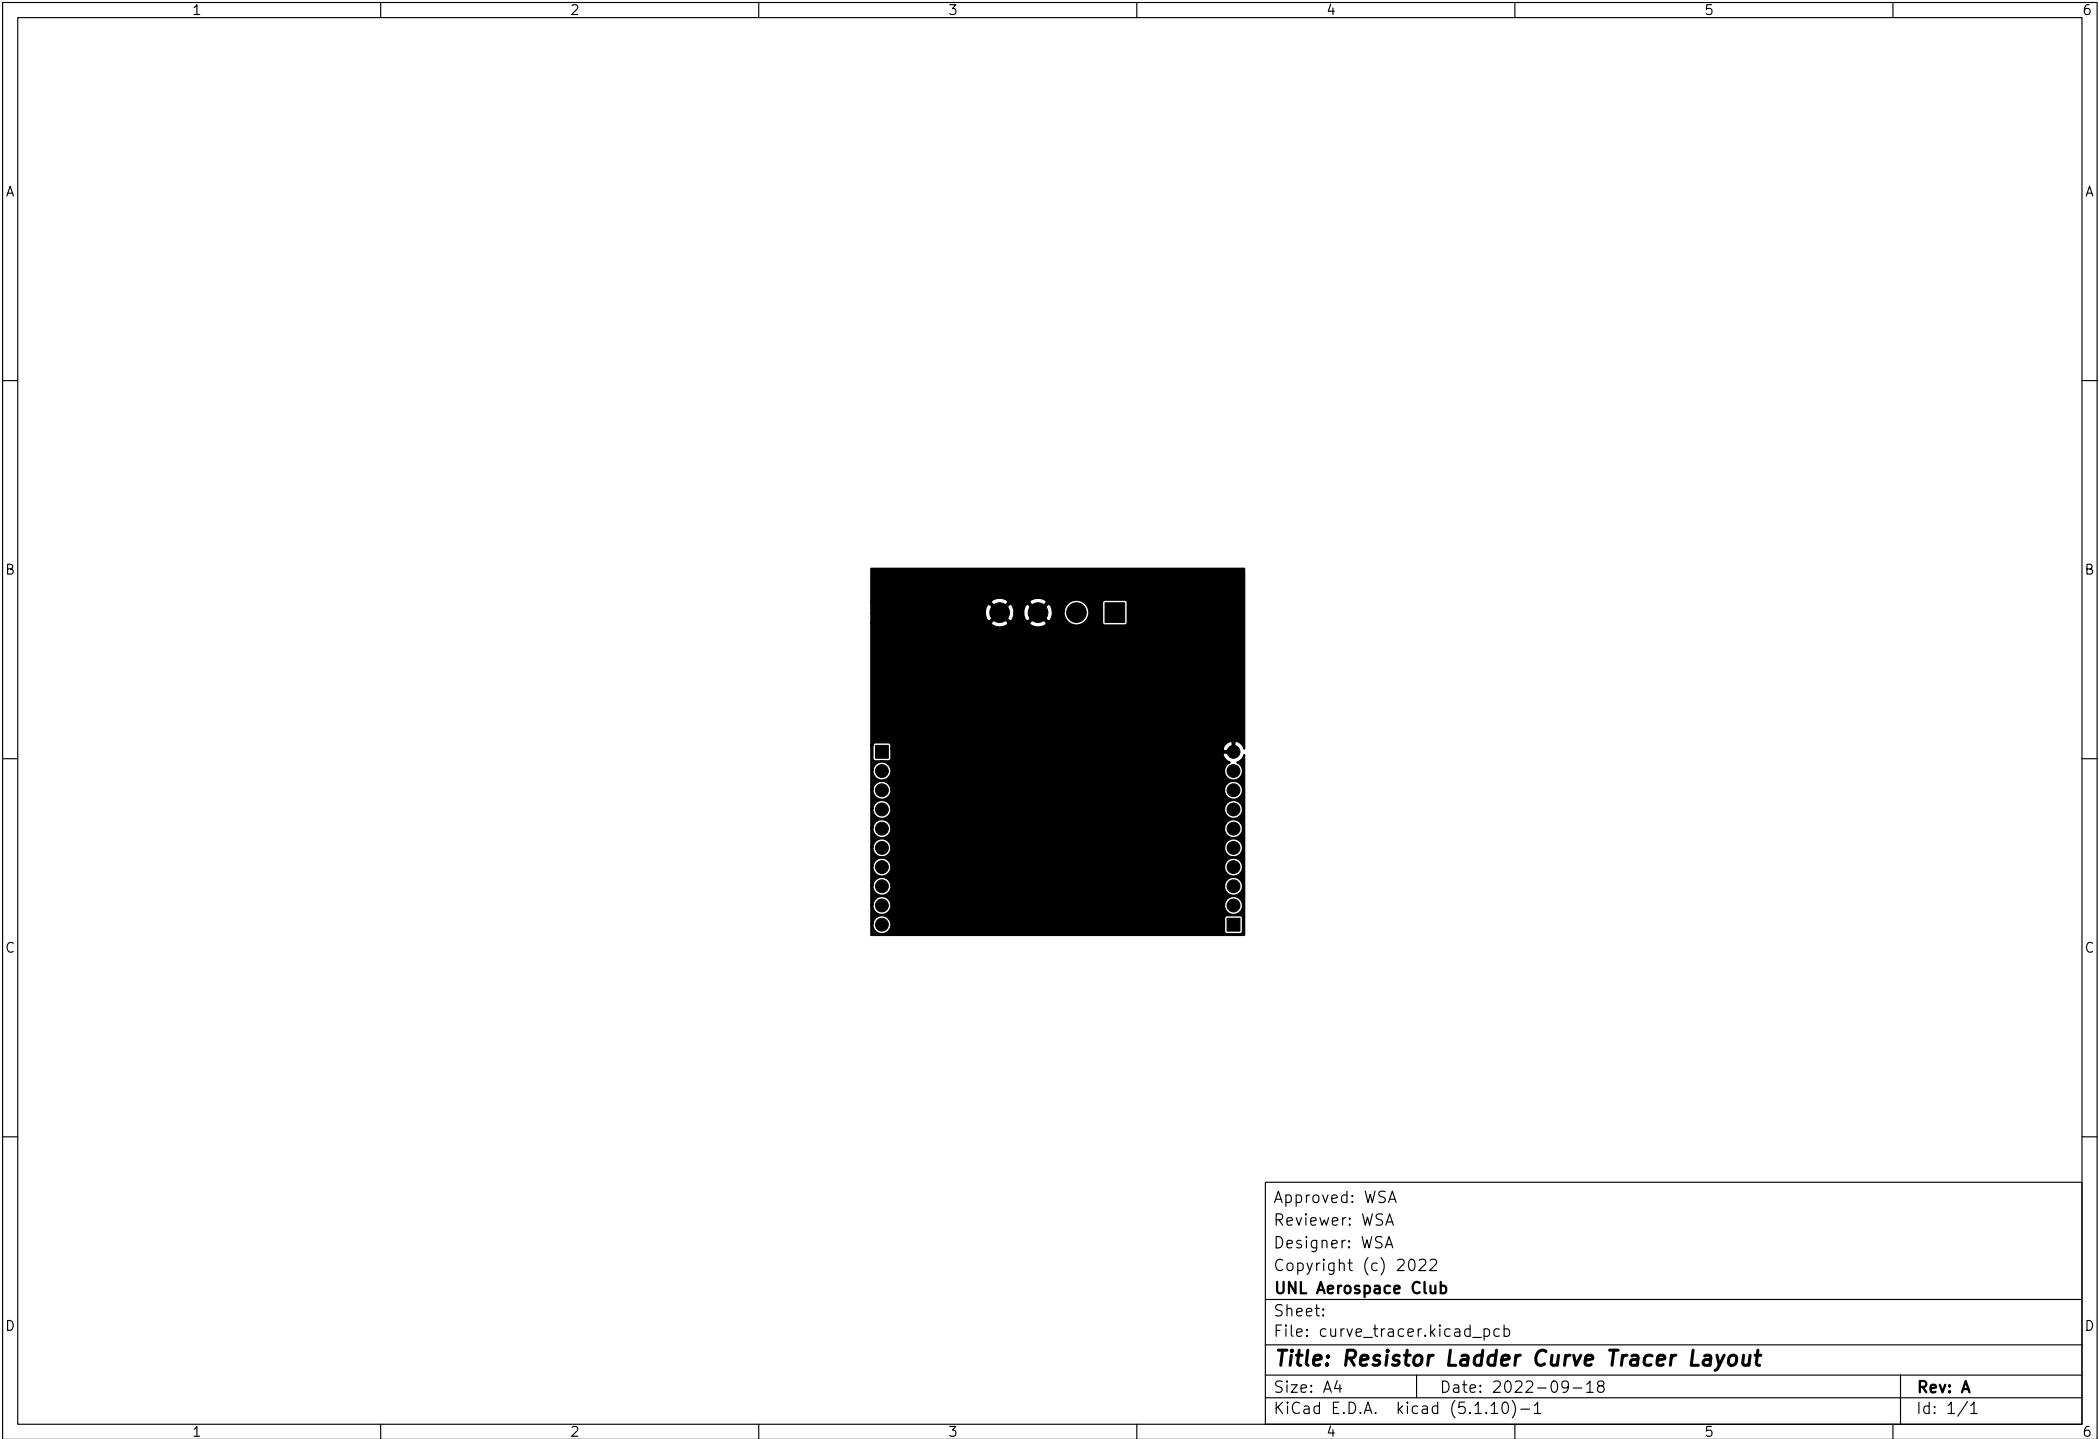 1 2 3 4 5 6
A A
B B
C C
Approved: WSA
Reviewer: WSA
Designer: WSA
Copyright (c) 2022
UNL Aerospace Club
Sheet:
D D
File: curve_tracer.kicad_pcb
Title: Resistor Ladder Curve Tracer Layout
Size: A4 Date: 2022-09-18 Rev: A
KiCad E.D.A. kicad (5.1.10)-1 Id: 1/1
1 2 3 4 5 6